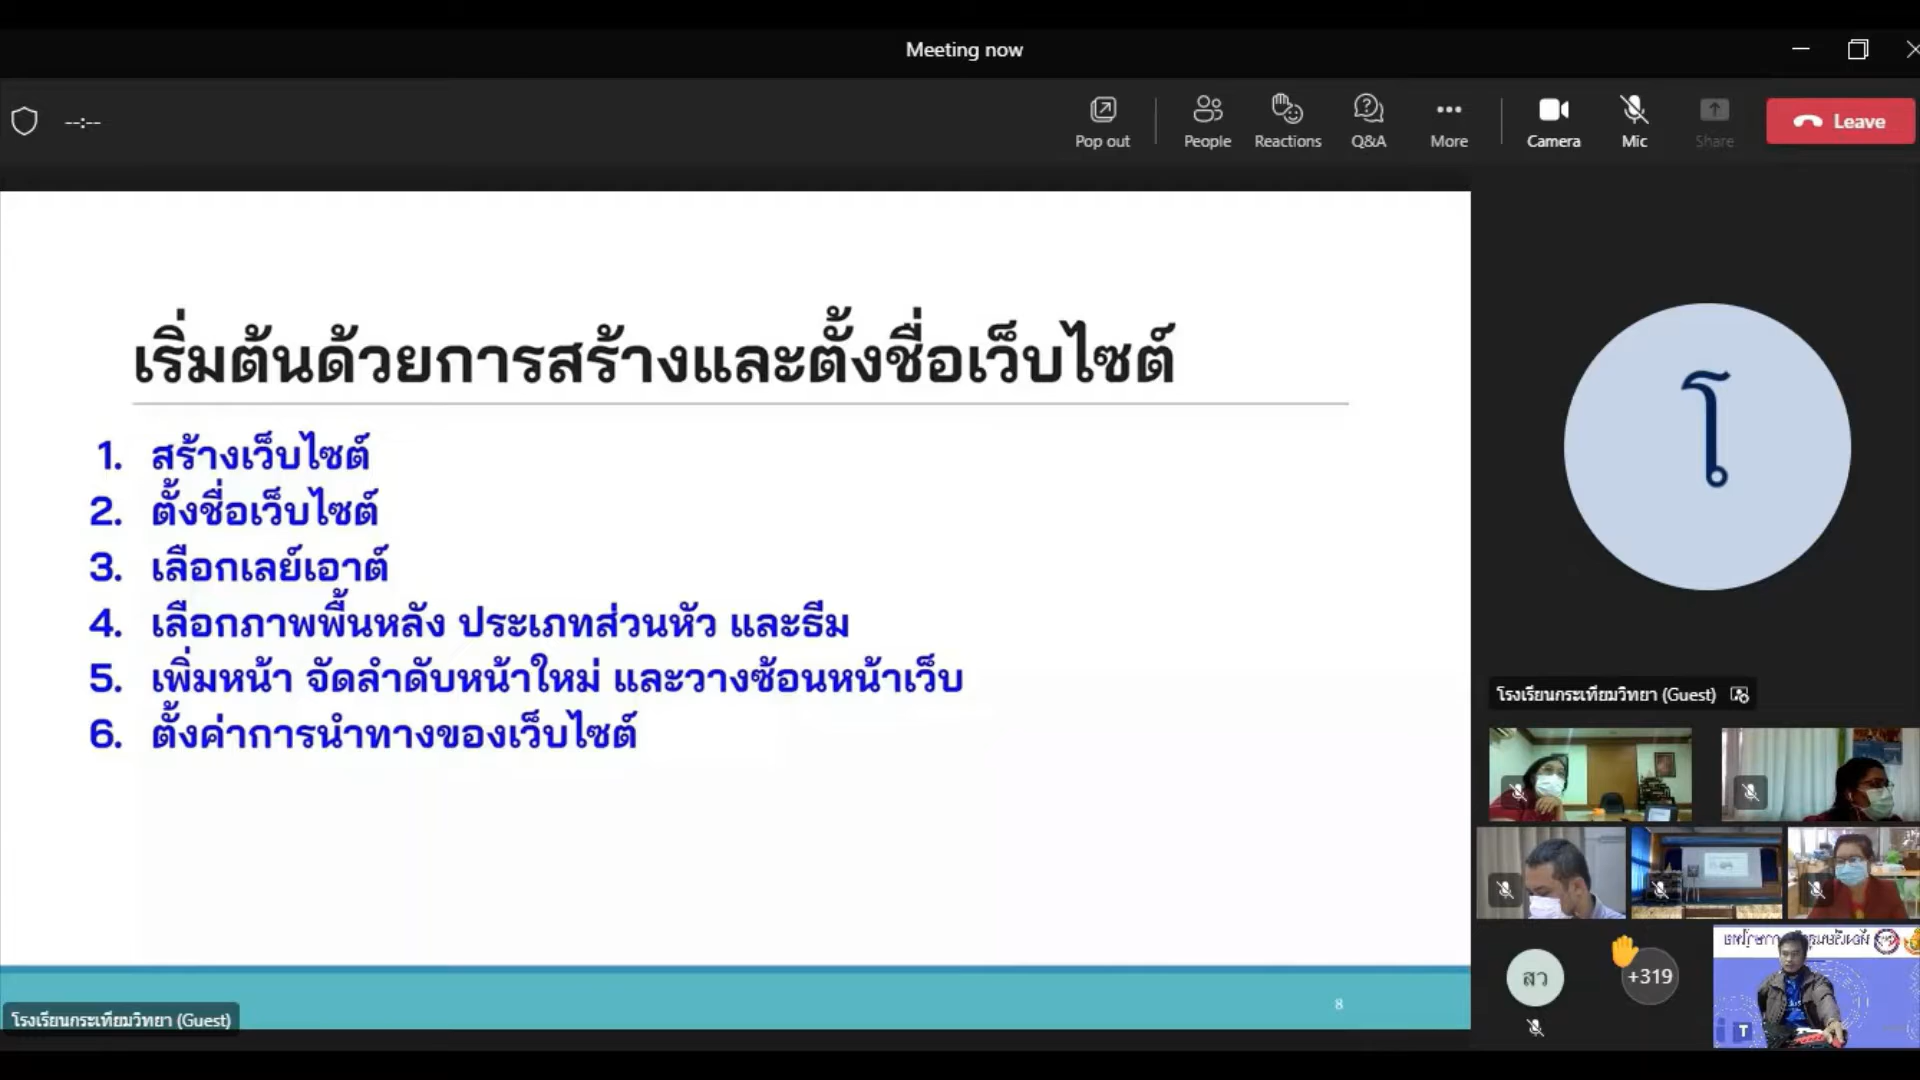 Meeting now
--:--
Pop out
People
Reactions
Q&A
More
Camera
Mic
Share
Leave
เริ่มต้นด้วยการสร้างและตั้งชื่อเว็บไซต์
1. สร้างเว็บไซต์
2. ตั้งชื่อเว็บไซต์
3. เลือกเลย์เอาต์
4. เลือกภาพพื้นหลัง ประเภทส่วนหัว และธีม
5. เพิ่มหน้า จัดลำดับหน้าใหม่ และวางซ้อนหน้าเว็บ
6. ตั้งค่าการนำทางของเว็บไซต์
8
โรงเรียนกระเทียมวิทยา (Guest)
โ
โรงเรียนกระเทียมวิทยา (Guest)
สว
+319